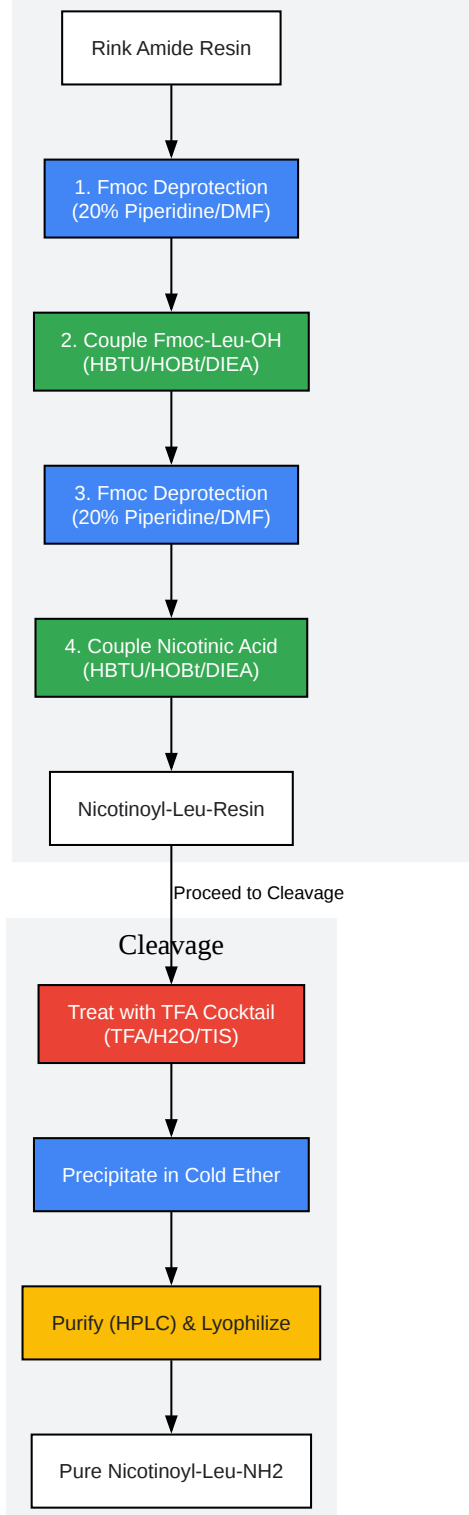 Rink Amide Resin
1. Fmoc Deprotection
(20% Piperidine/DMF)
2. Couple Fmoc-Leu-OH
(HBTU/HOBt/DIEA)
3. Fmoc Deprotection
(20% Piperidine/DMF)
4. Couple Nicotinic Acid
(HBTU/HOBt/DIEA)
Nicotinoyl-Leu-Resin
Proceed to Cleavage
Cleavage
Treat with TFA Cocktail
(TFA/H2O/TIS)
Precipitate in Cold Ether
Purify (HPLC) & Lyophilize
Pure Nicotinoyl-Leu-NH2